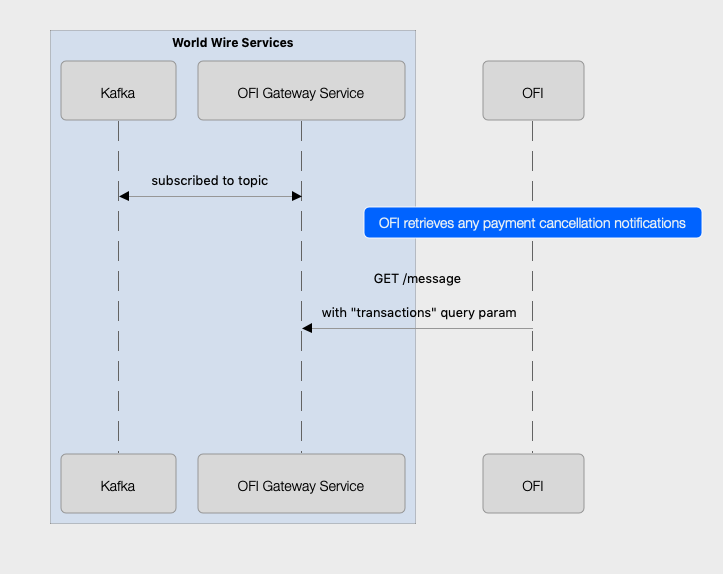 World Wire Services
Kafka
OFI Gateway Service
OFI
subscribed to topic
OFI retrieves any payment cancellation notifications
GET /message
with "transactions" query param
Kafka
OFI Gateway Service
OFI